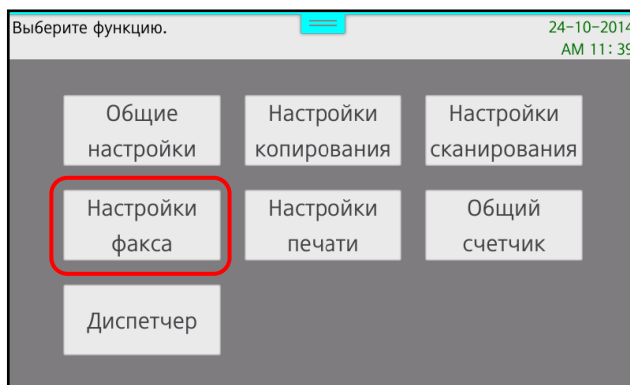 Выберите функцию.
24-10-2014
AM 11:39
Общие
настройки
Настройки
копирования
Настройки
сканирования
Настройки
факса
Настройки
печати
Общий
счетчик
Диспетчер